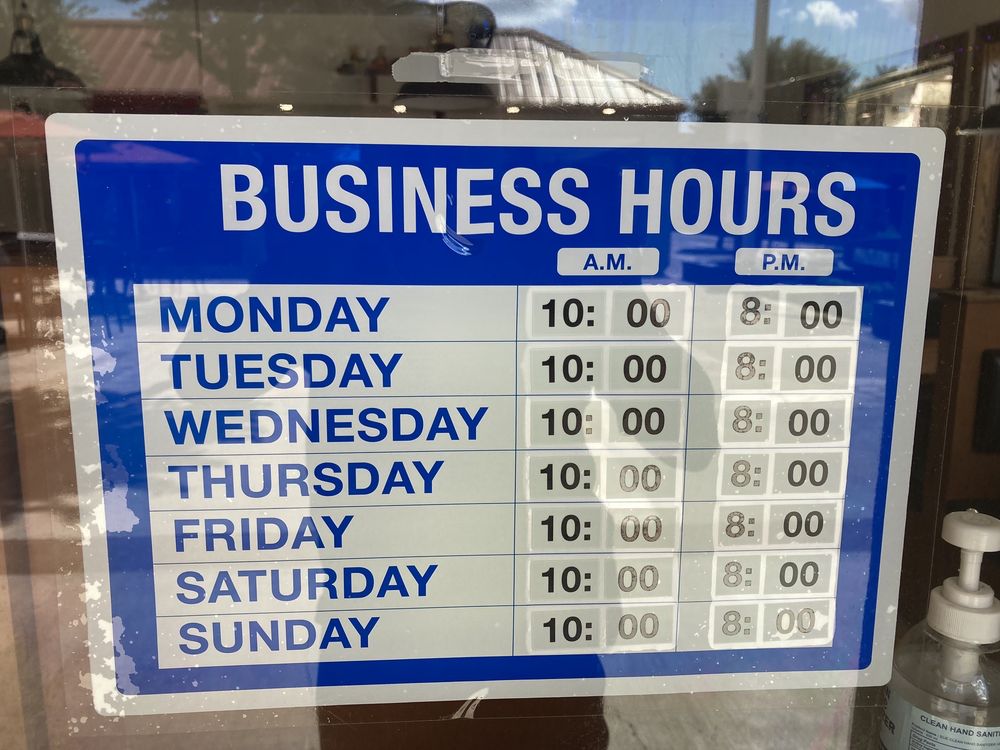 BUSINESS HOURS
A.M. P.M.
MONDAY 10: 00 8: 00
TUESDAY 10: 00 8: 00
WEDNESDAY 10: 00 8: 00
THURSDAY 10: 00 8: 00
FRIDAY 10: 00 8: 00
SATURDAY 10: 00 8: 00
SUNDAY 10: 00 8: 00
CLEAN HAND SANITI